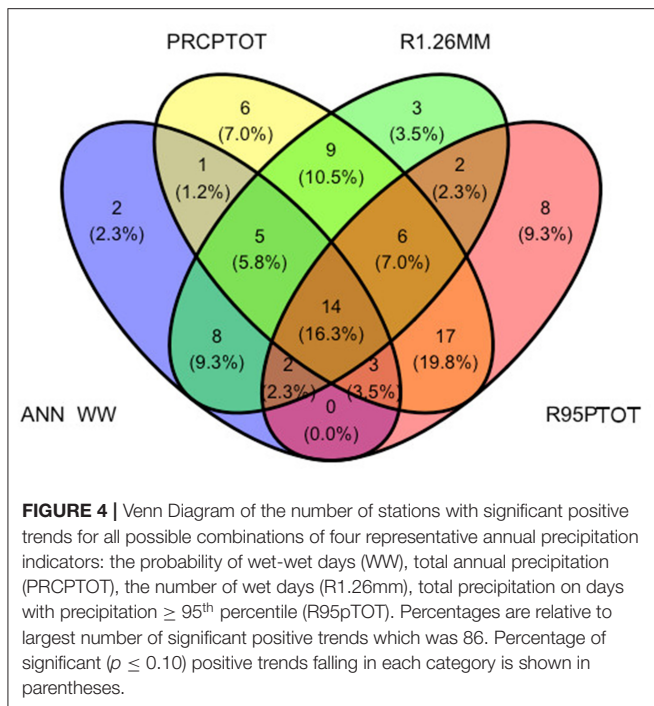 PRCPTOT R1.26MM
6
(7.0%)
3
(3.5%)
9
(10.5%)
1
(1.2%)
2
(2.3%)
2
(2.3%)
8
(9.3%)
5
(5.8%)
6
(7.0%)
14
(16.3%)
8
(9.3%)
17
(19.8%)
2
(2.3%)
3
(3.5%)
0
(0.0%)
ANN WW
R95PTOT
FIGURE 4 | Venn Diagram of the number of stations with significant positive
trends for all possible combinations of four representative annual precipitation
indicators: the probability of wet-wet days (WW), total annual precipitation
(PRCPTOT), the number of wet days (R1.26mm), total precipitation on days
with precipitation ≥ 95th percentile (R95pTOT). Percentages are relative to
largest number of significant positive trends which was 86. Percentage of
significant (p ≤ 0.10) positive trends falling in each category is shown in
parentheses.